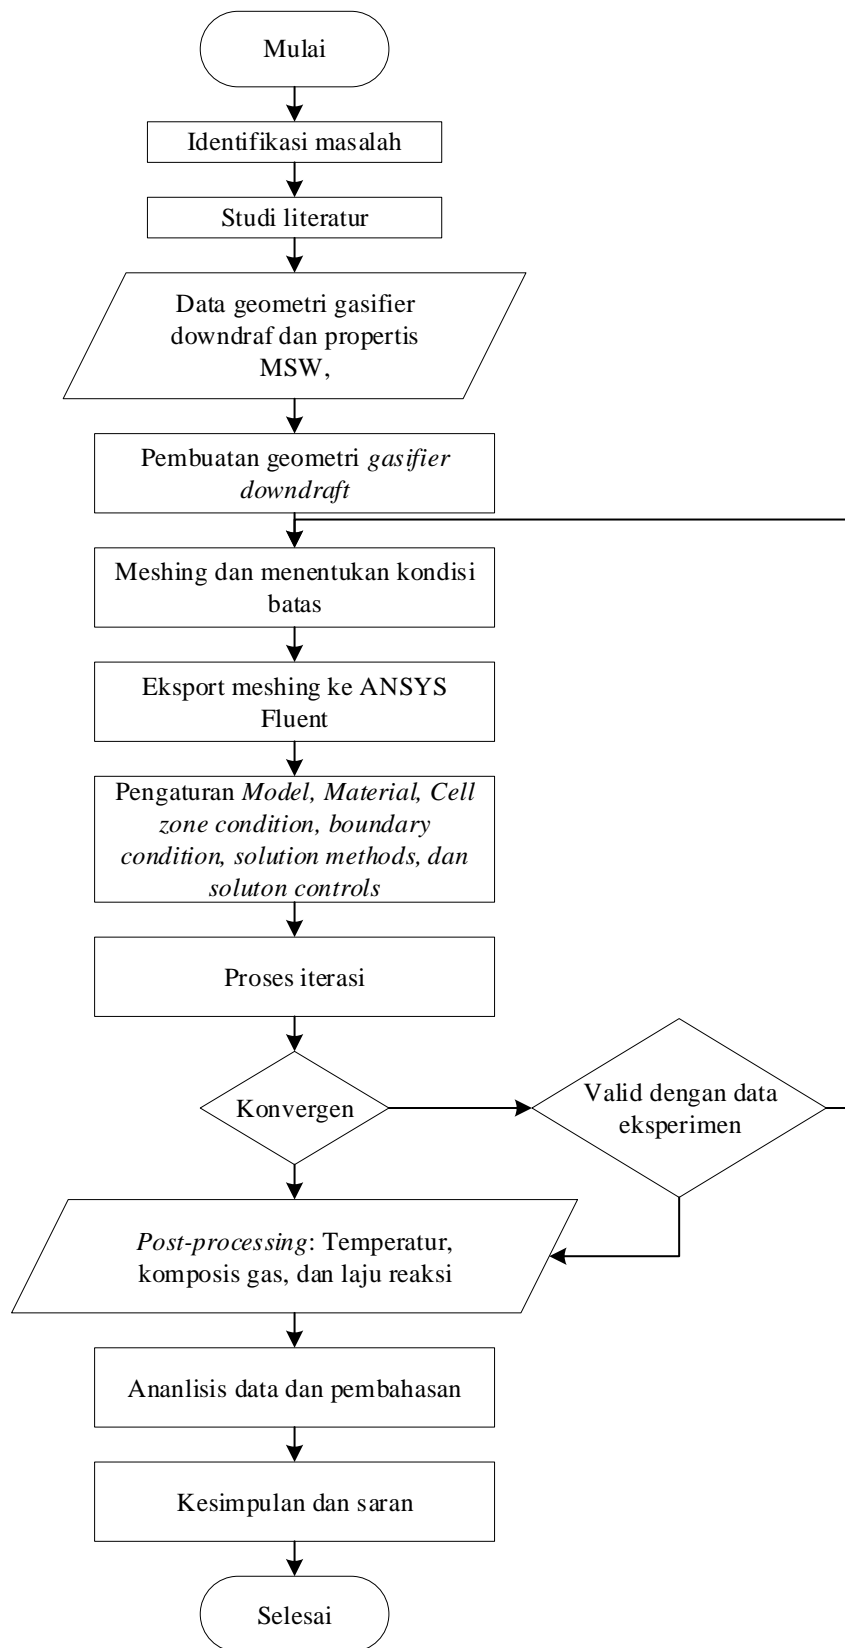 Mulai
Identifikasi masalah
Studi literatur
Data geometri gasifier
downdraf dan propertis
MSW,
Pembuatan geometri gasifier
downdraft
Meshing dan menentukan kondisi
batas
Eksport meshing ke ANSYS
Fluent
Pengaturan Model, Material, Cell
zone condition, boundary
condition, solution methods, dan
soluton controls
Proses iterasi
Konvergen
Valid dengan data
eksperimen
Post-processing: Temperatur,
komposis gas, dan laju reaksi
Ananlisis data dan pembahasan
Kesimpulan dan saran
Selesai